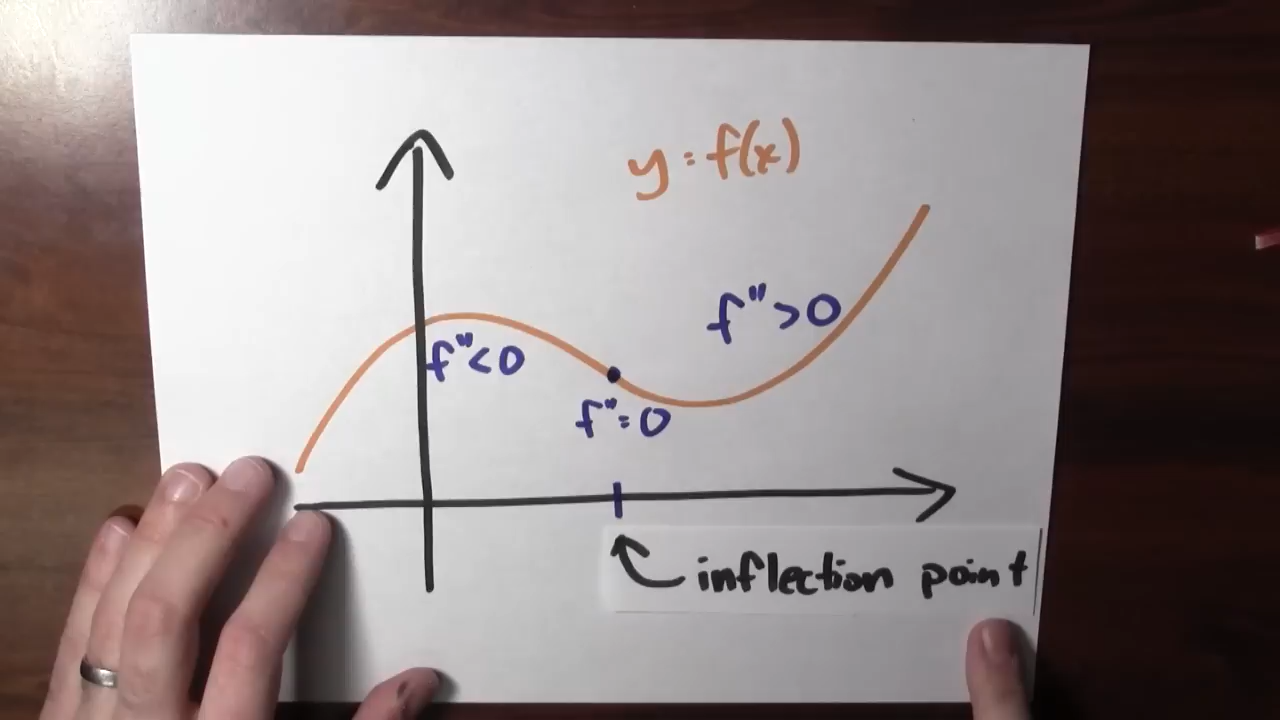 y = f(x)
f" > 0
f" < 0
f" = 0
inflection point